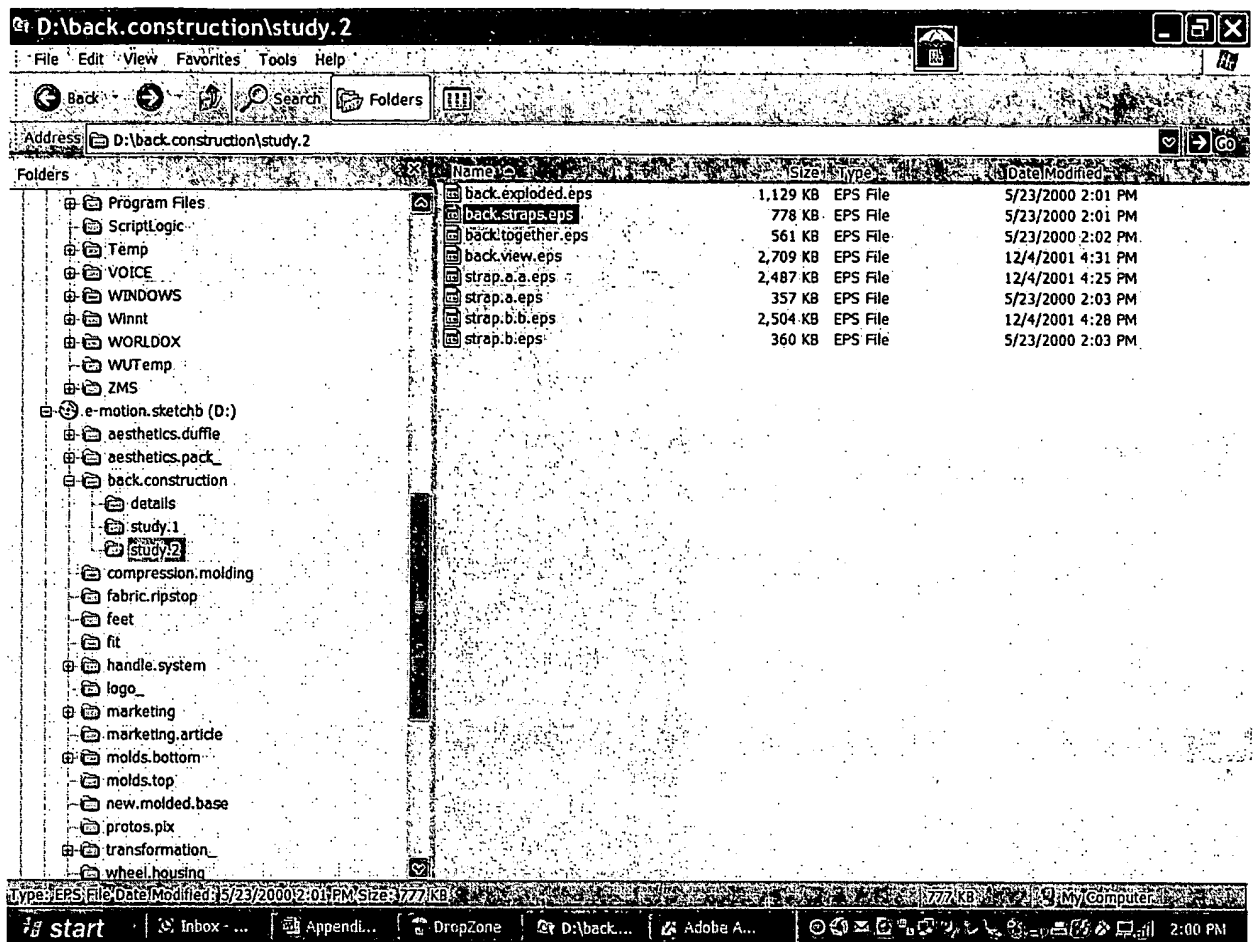 D:\back.construction\study.2
File Edit View Favorites Tools Help
Back Search Folders
Address D:\back.construction\study.2 Go
Folders
Program Files
ScriptLogic
Temp
VOICE
WINDOWS
Winnt
WORLDOX
WUTemp
ZMS
e-motion.sketchb (D:)
aesthetics.duffle
aesthetics.pack_
back.construction
details
study.1
study.2
compression.molding
fabric.ripstop
feet
fit
handle.system
logo_
marketing
marketing.article
molds.bottom
molds.top
new.molded.base
protos.pix
transformation_
wheel.housing
Name Size Type Date Modified
back.exploded.eps 1,129 KB EPS File 5/23/2000 2:01 PM
back.straps.eps 778 KB EPS File 5/23/2000 2:01 PM
back.together.eps 561 KB EPS File 5/23/2000 2:02 PM
back.view.eps 2,709 KB EPS File 12/4/2001 4:31 PM
strap.a.a.eps 2,487 KB EPS File 12/4/2001 4:25 PM
strap.a.eps 357 KB EPS File 5/23/2000 2:03 PM
strap.b.b.eps 2,504 KB EPS File 12/4/2001 4:28 PM
strap.b.eps 360 KB EPS File 5/23/2000 2:03 PM
Type: EPS File Date Modified: 5/23/2000 2:01 PM Size: 777 KB 777 KB My Computer
start Inbox - ... Appendi... DropZone D:\back.... Adobe A... 2:00 PM